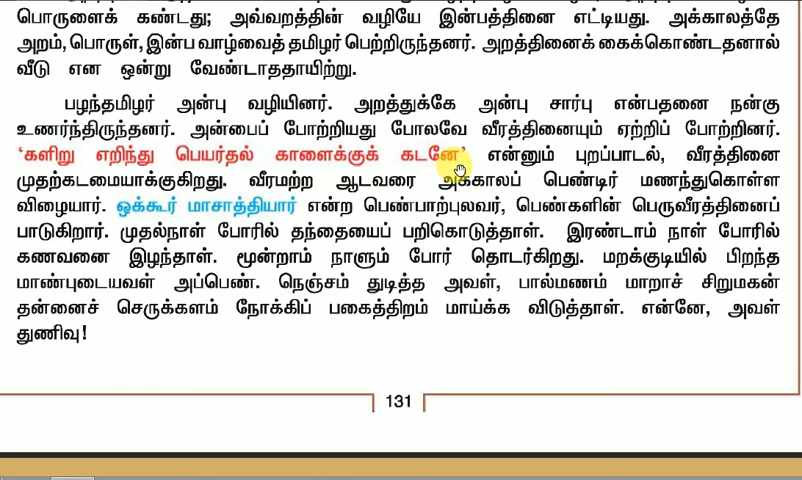 பொருளைக் கண்டது; அவ்வறத்தின் வழியே இன்பத்தினை எட்டியது. அக்காலத்தே
அறம், பொருள், இன்ப வாழ்வைத் தமிழர் பெற்றிருந்தனர். அறத்தினைக் கைக்கொண்டதனால்
வீடு என ஒன்று வேண்டாததாயிற்று.
பழந்தமிழர் அன்பு வழியினர். அறத்துக்கே அன்பு சார்பு என்பதனை நன்கு
உணர்ந்திருந்தனர். அன்பைப் போற்றியது போலவே வீரத்தினையும் ஏற்றிப் போற்றினர்.
‘களிறு எறிந்து பெயர்தல் காளைக்குக் கடனே’ என்னும் புறப்பாடல், வீரத்தினை
முதற்கடமையாக்குகிறது. வீரமற்ற ஆடவரை அக்காலப் பெண்டிர் மணந்துகொள்ள
விழையார். ஒக்கூர் மாசாத்தியார் என்ற பெண்பாற்புலவர், பெண்களின் பெருவீரத்தினைப்
பாடுகிறார். முதல்நாள் போரில் தந்தையைப் பறிகொடுத்தாள். இரண்டாம் நாள் போரில்
கணவனை இழந்தாள். மூன்றாம் நாளும் போர் தொடர்கிறது. மறக்குடியில் பிறந்த
மாண்புடையவள் அப்பெண். நெஞ்சம் துடித்த அவள், பால்மணம் மாறாச் சிறுமகன்
தன்னைச் செருக்களம் நோக்கிப் பகைத்திறம் மாய்க்க விடுத்தாள். என்னே, அவள்
துணிவு!
131